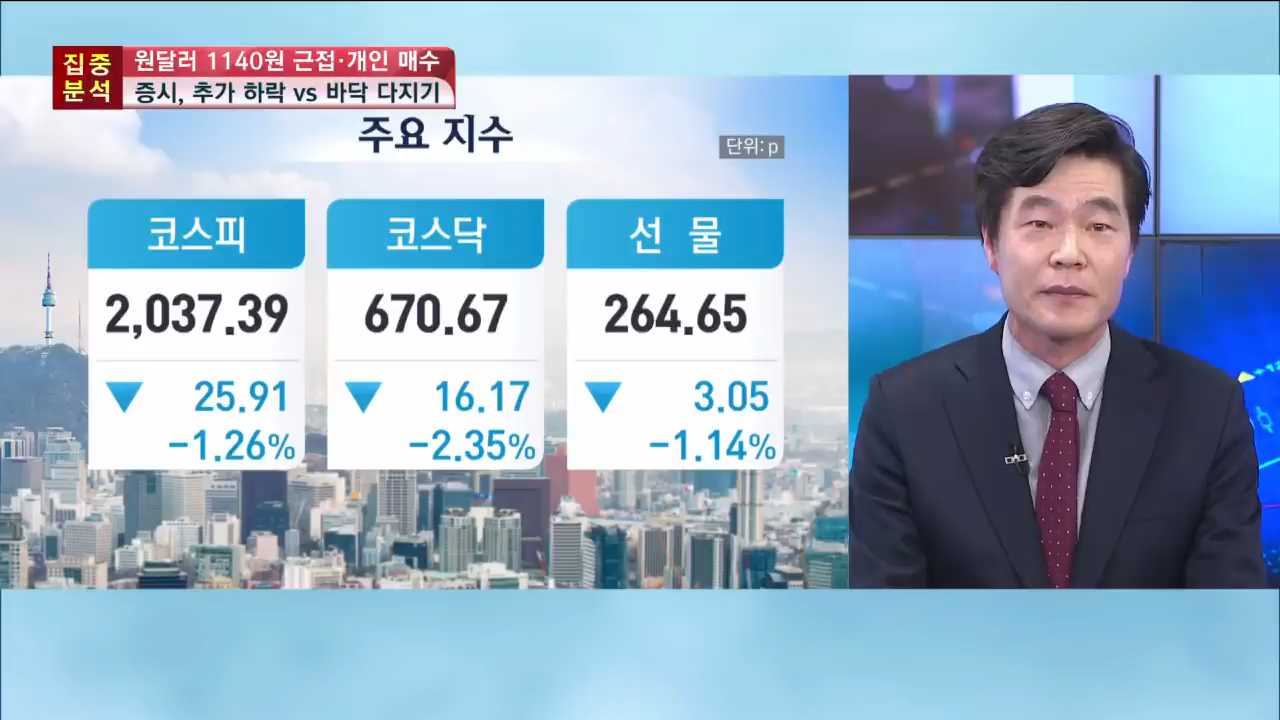 집중
분석
원달러 1140원 근접·개인 매수
증시, 추가 하락 vs 바닥 다지기
주요 지수
단위:p
코스피
2,037.39
▼ 25.91
-1.26%
코스닥
670.67
▼ 16.17
-2.35%
선 물
264.65
▼ 3.05
-1.14%